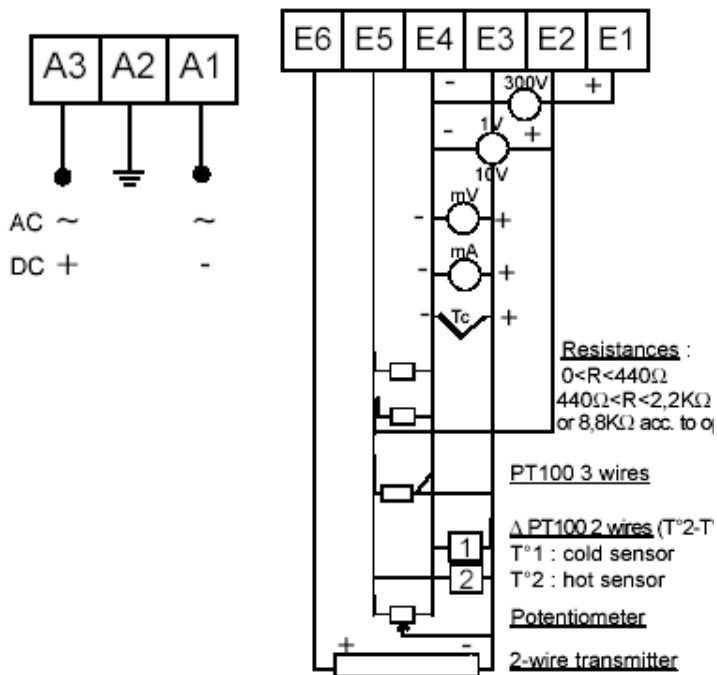 A3 A2 A1
AC ~ ~
DC + -
E6 E5 E4 E3 E2 E1
- 300V +
- 1V +
10V
mV
- +
mA
- +
- Tc +
Resistances :
0<R<440Ω
440Ω<R<2,2KΩ
or 8,8KΩ acc. to
PT100 3 wires
Δ PT100 2 wires (T°2-T°
1
T°1 : cold sensor
2
T°2 : hot sensor
Potentiometer
+ -
2-wire transmitter